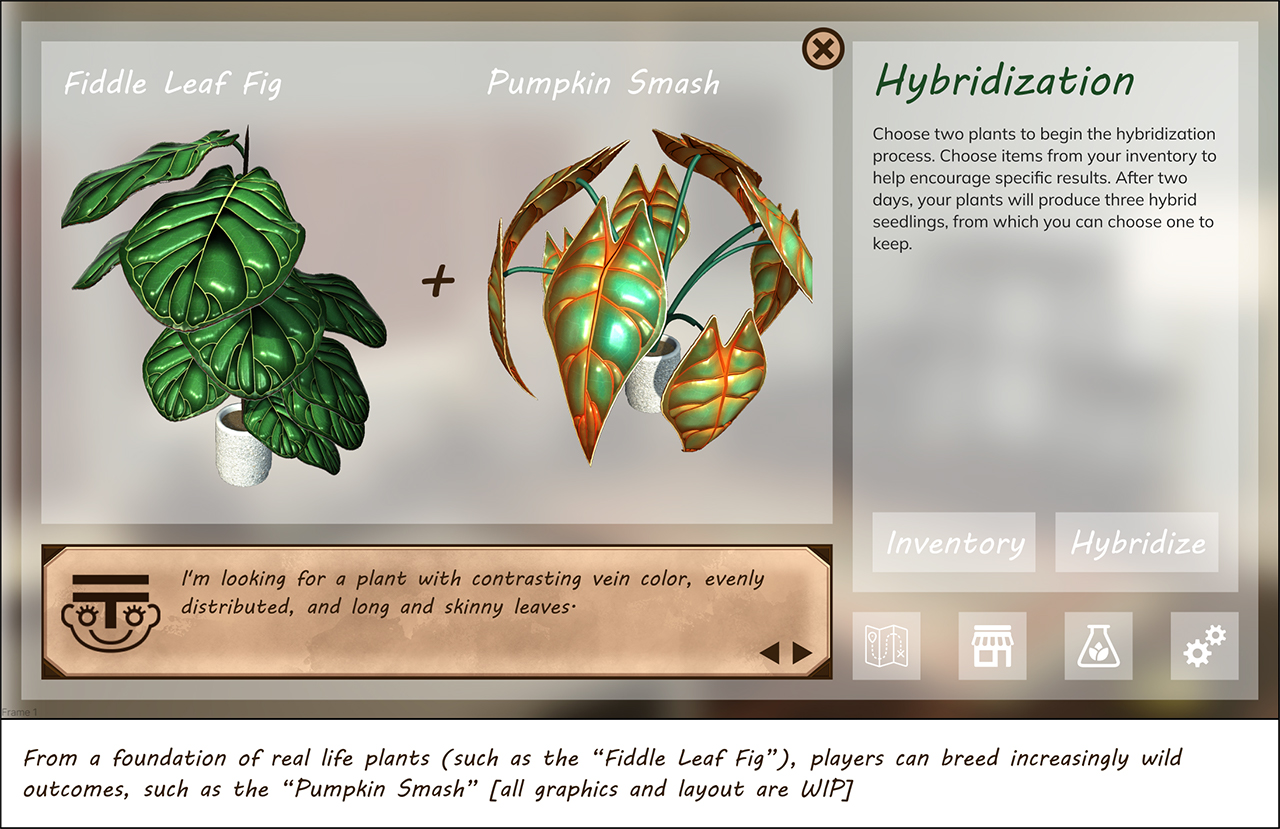 Fiddle Leaf Fig
Pumpkin Smash
+
Hybridization
Choose two plants to begin the hybridization
process. Choose items from your inventory to
help encourage specific results. After two
days, your plants will produce three hybrid
seedlings, from which you can choose one to
keep.
Inventory
Hybridize
I'm looking for a plant with contrasting vein color, evenly
distributed, and long and skinny leaves.
Frame 1
From a foundation of real life plants (such as the “Fiddle Leaf Fig”), players can breed increasingly wild
outcomes, such as the “Pumpkin Smash” [all graphics and layout are WIP]